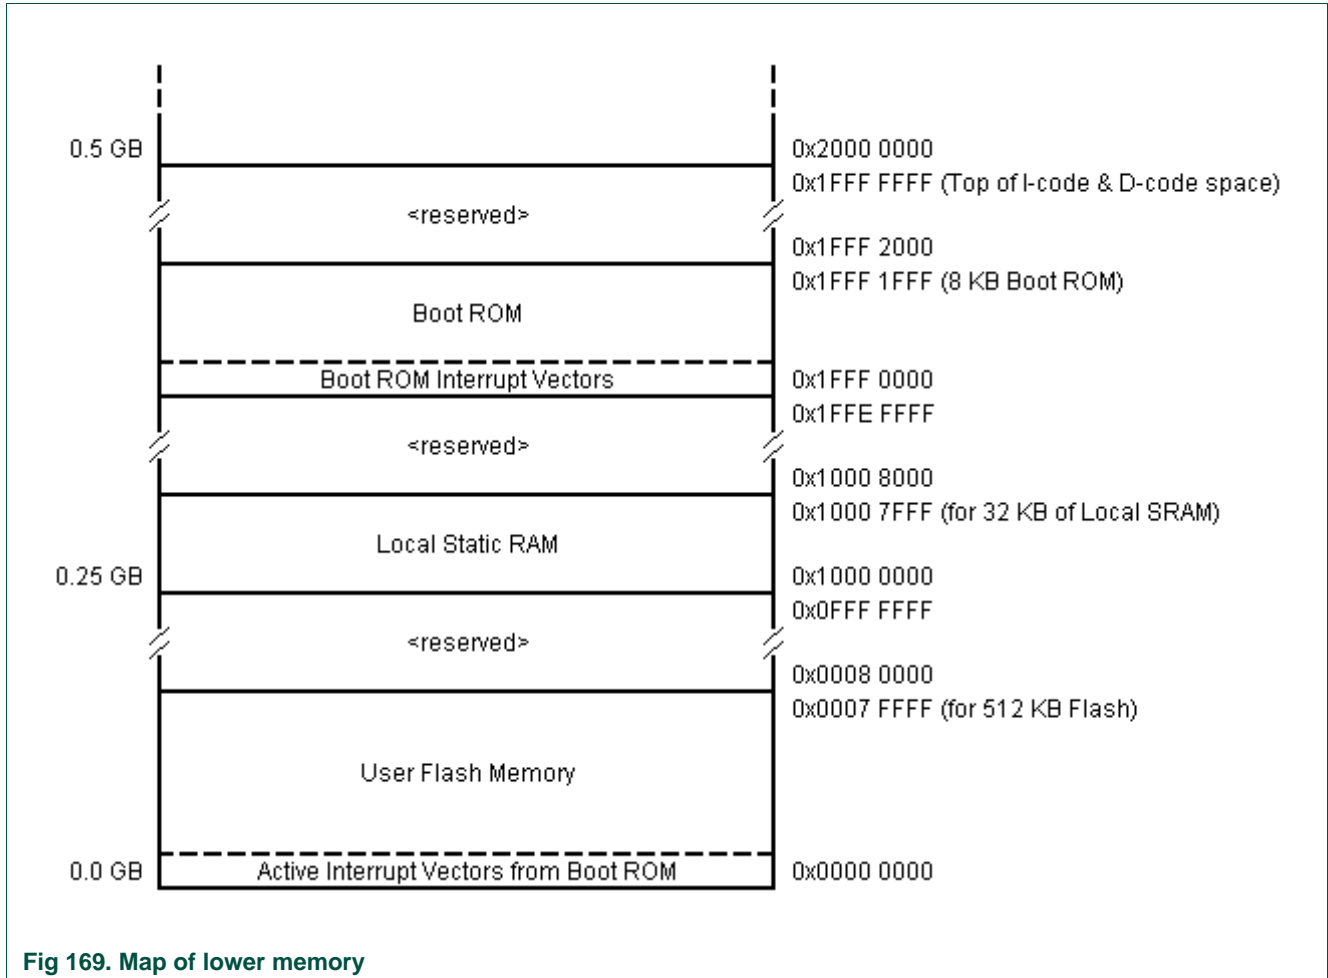 0.5 GB
0x2000 0000
0x1FFF FFFF (Top of I-code & D-code space)
<reserved>
0x1FFF 2000
0x1FFF 1FFF (8 KB Boot ROM)
Boot ROM
Boot ROM Interrupt Vectors
0x1FFF 0000
0x1FFE FFFF
<reserved>
0x1000 8000
0x1000 7FFF (for 32 KB of Local SRAM)
Local Static RAM
0.25 GB
0x1000 0000
0x0FFF FFFF
<reserved>
0x0008 0000
0x0007 FFFF (for 512 KB Flash)
User Flash Memory
0.0 GB
Active Interrupt Vectors from Boot ROM
0x0000 0000
Fig 169. Map of lower memory